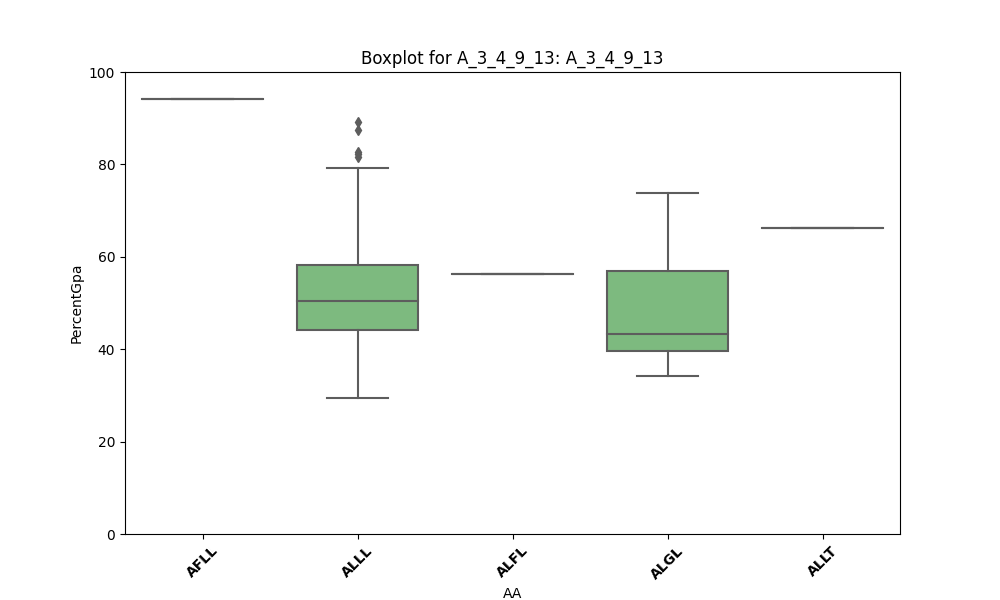 Boxplot for A_3_4_9_13: A_3_4_9_13
100
80
60
40
20
0
PercentGpa
AFLL
ALLL
ALFL
ALGL
ALLT
AA